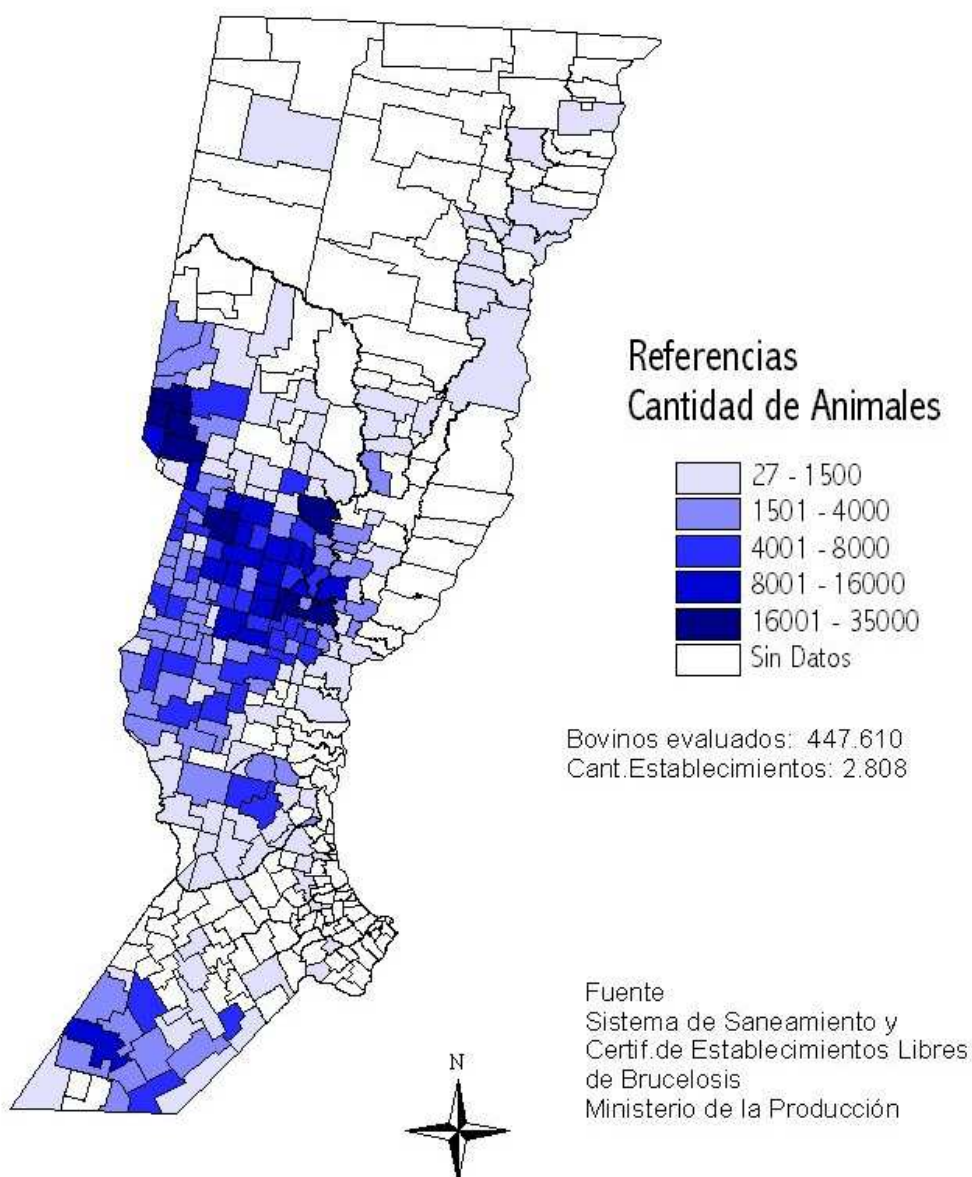 Referencias
Cantidad de Animales
27 - 1500
1501 - 4000
4001 - 8000
8001 - 16000
16001 - 35000
Sin Datos
Bovinos evaluados: 447.610
Cant.Establecimientos: 2.808
Fuente
Sistema de Saneamiento y
Certif.de Establecimientos Libres
de Brucelosis
Ministerio de la Producción
N